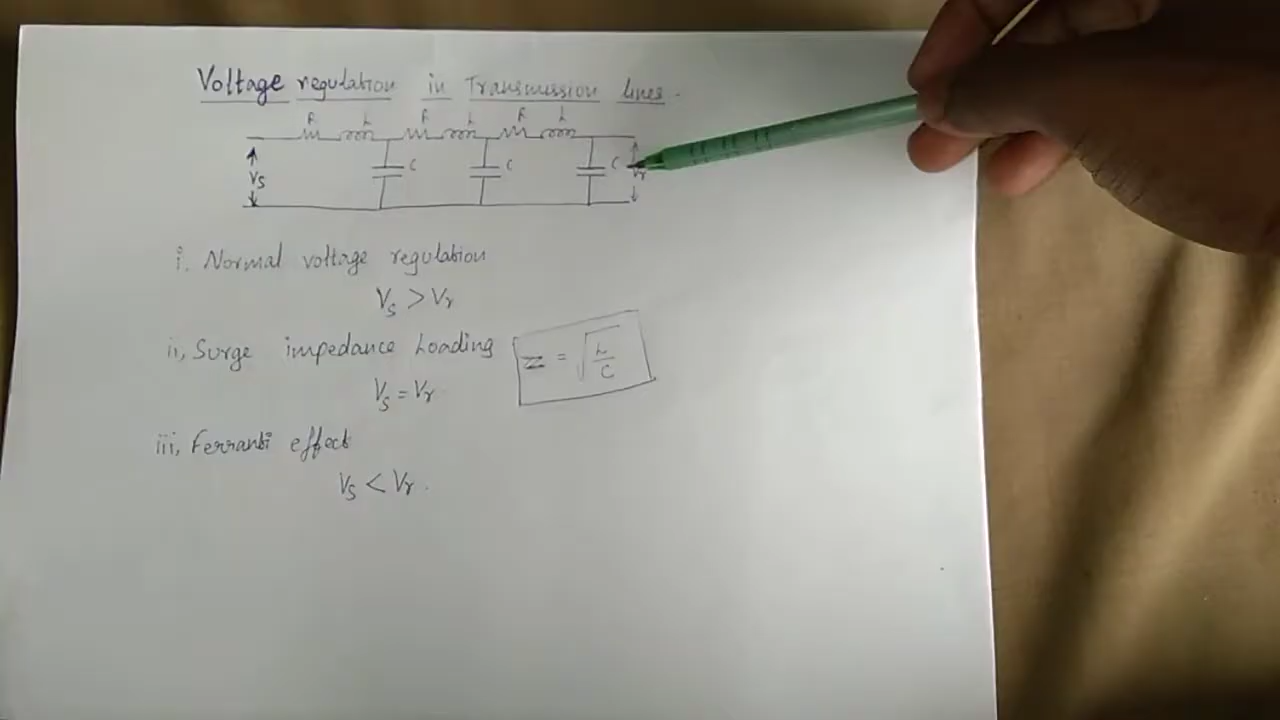 Voltage regulation in Transmission lines.
R L R L R L
Vs C C C Vr
i. Normal voltage regulation
Vs > Vr
ii, Surge impedance Loading
Z = √L/C
Vs = Vr
iii, Ferranti effect
Vs < Vr.